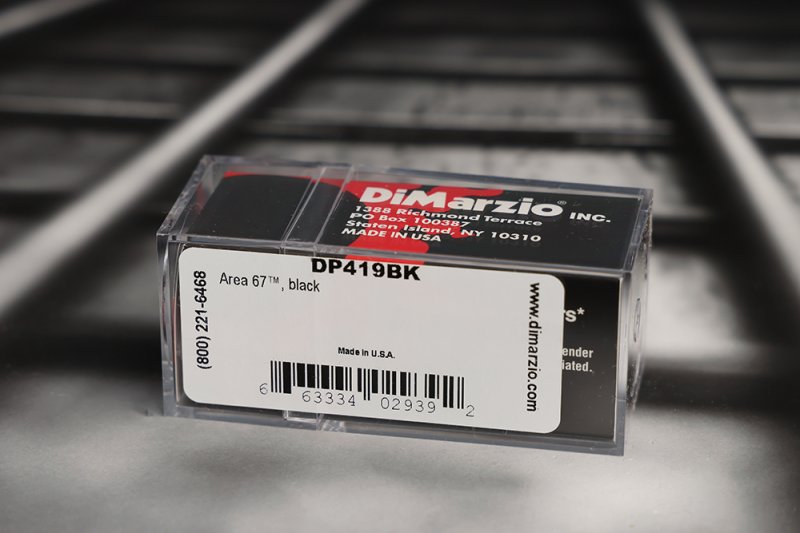 DiMarzio® INC.
1388 Richmond Terrace
PO Box 100387
Staten Island, NY 10310
MADE IN USA
DP419BK
Area 67™, black
(800) 221-6468
www.dimarzio.com
Made in U.S.A.
6 63334 02939 2
rs*
ender
iated.